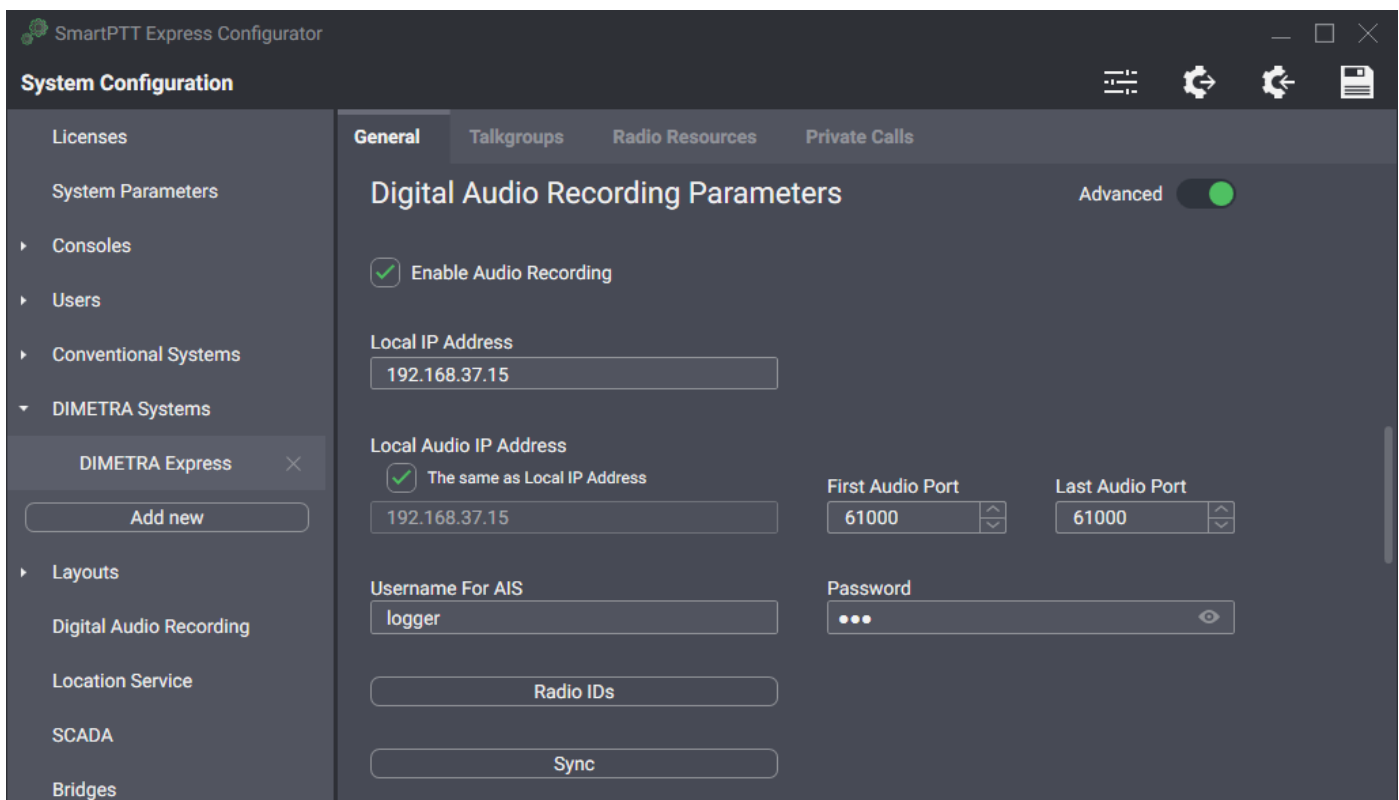 SmartPTT Express Configurator
System Configuration
Licenses
System Parameters
Consoles
Users
Conventional Systems
DIMETRA Systems
DIMETRA Express
Add new
Layouts
Digital Audio Recording
Location Service
SCADA
Bridges
General Talkgroups Radio Resources Private Calls
Digital Audio Recording Parameters Advanced
Enable Audio Recording
Local IP Address
192.168.37.15
Local Audio IP Address
The same as Local IP Address
First Audio Port Last Audio Port
192.168.37.15 61000 61000
Username For AIS Password
logger •••
Radio IDs
Sync